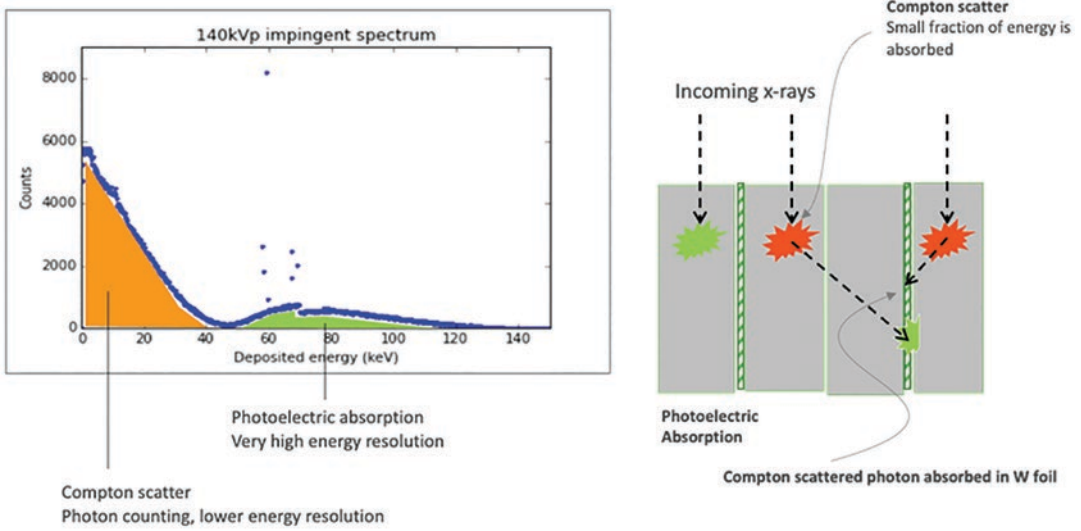 140kVp impingent spectrum
Counts
8000
6000
4000
2000
0
0 20 40 60 80 100 120 140
Deposited energy (keV)
Photoelectric absorption
Very high energy resolution
Compton scatter
Photon counting, lower energy resolution
Compton scatter
Small fraction of energy is
absorbed
Incoming x-rays
Photoelectric
Absorption
Compton scattered photon absorbed in W foil